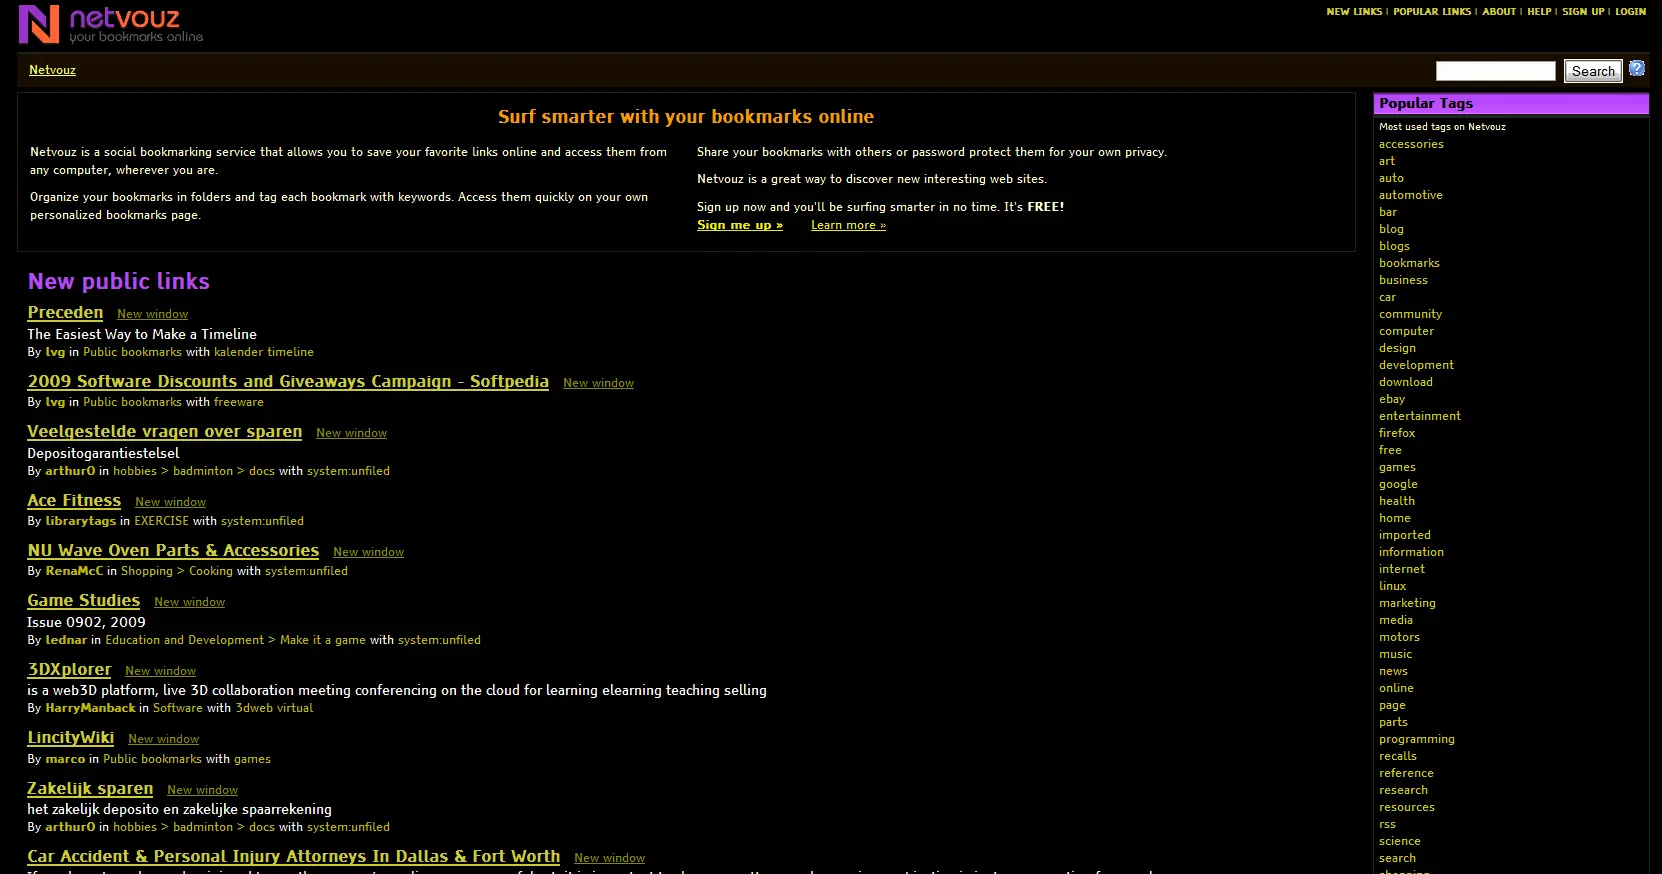 netvouz
your bookmarks online
NEW LINKS | POPULAR LINKS | ABOUT | HELP | SIGN UP | LOGIN
Netvouz
Search
?
Surf smarter with your bookmarks online
Netvouz is a social bookmarking service that allows you to save your favorite links online and access them from
any computer, wherever you are.
Organize your bookmarks in folders and tag each bookmark with keywords. Access them quickly on your own
personalized bookmarks page.
Share your bookmarks with others or password protect them for your own privacy.
Netvouz is a great way to discover new interesting web sites.
Sign up now and you'll be surfing smarter in no time. It's FREE!
Sign me up » Learn more »
New public links
Preceden New window
The Easiest Way to Make a Timeline
By lvg in Public bookmarks with kalender timeline
2009 Software Discounts and Giveaways Campaign - Softpedia New window
By lvg in Public bookmarks with freeware
Veelgestelde vragen over sparen New window
Depositogarantiestelsel
By arthur0 in hobbies > badminton > docs with system:unfiled
Ace Fitness New window
By librarytags in EXERCISE with system:unfiled
NU Wave Oven Parts & Accessories New window
By RenaMcC in Shopping > Cooking with system:unfiled
Game Studies New window
Issue 0902, 2009
By lednar in Education and Development > Make it a game with system:unfiled
3DXplorer New window
is a web3D platform, live 3D collaboration meeting conferencing on the cloud for learning elearning teaching selling
By HarryManback in Software with 3dweb virtual
LincityWiki New window
By marco in Public bookmarks with games
Zakelijk sparen New window
het zakelijk deposito en zakelijke spaarrekening
By arthur0 in hobbies > badminton > docs with system:unfiled
Car Accident & Personal Injury Attorneys In Dallas & Fort Worth New window
Popular Tags
Most used tags on Netvouz
accessories
art
auto
automotive
bar
blog
blogs
bookmarks
business
car
community
computer
design
development
download
ebay
entertainment
firefox
free
games
google
health
home
imported
information
internet
linux
marketing
media
motors
music
news
online
page
parts
programming
recalls
reference
research
resources
rss
science
search